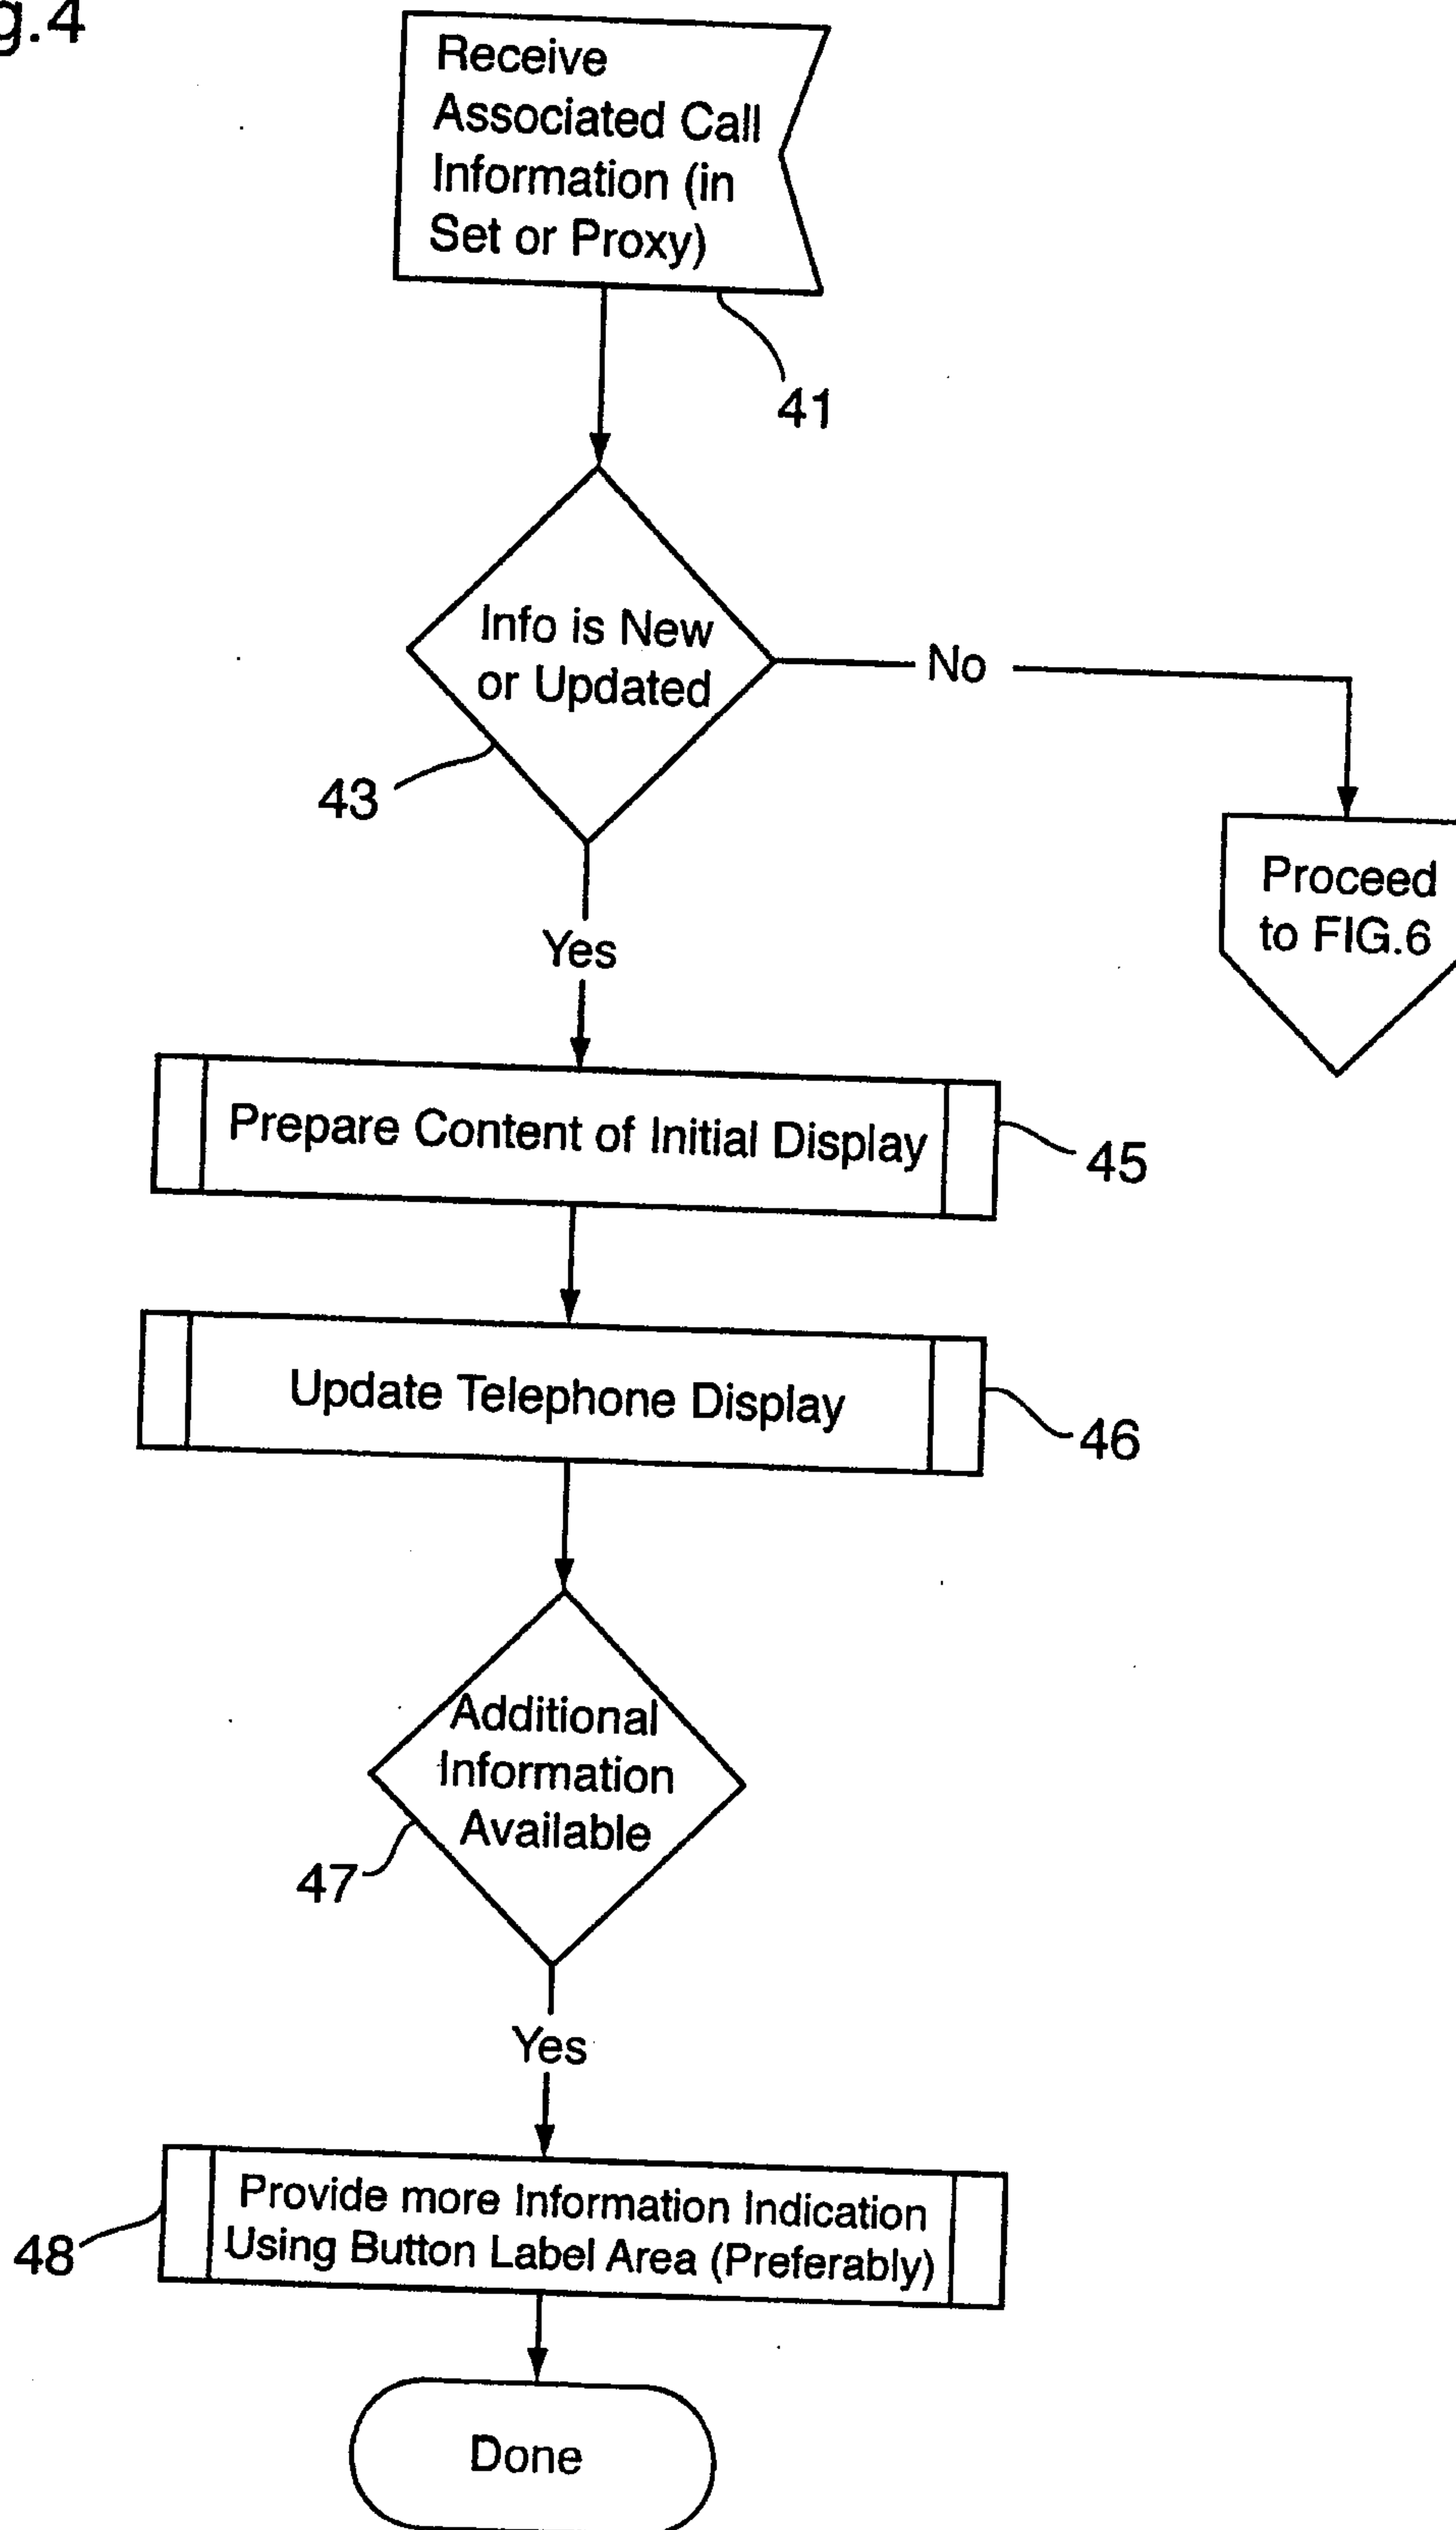 g.4
Receive
Associated Call
Information (in
Set or Proxy)
41
Info is New
or Updated
No
43
Proceed
to FIG.6
Yes
Prepare Content of Initial Display
45
Update Telephone Display
46
Additional
Information
Available
47
Yes
Provide more Information Indication
Using Button Label Area (Preferably)
48
Done